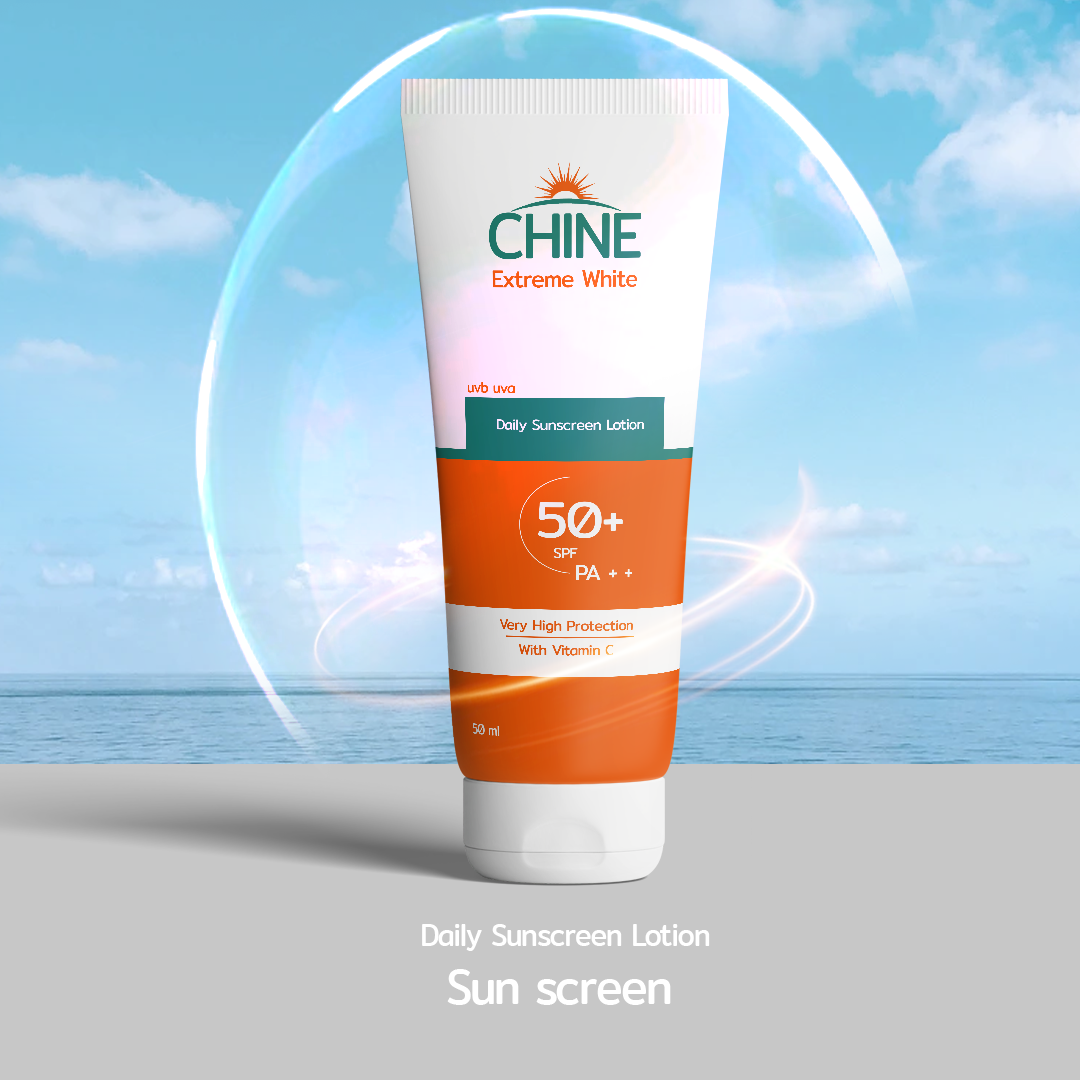 CHINE
Extreme White
uvb uva
Daily Sunscreen Lotion
50+
SPF
PA + +
Very High Protection
With Vitamin C
50 ml
Daily Sunscreen Lotion
Sun screen